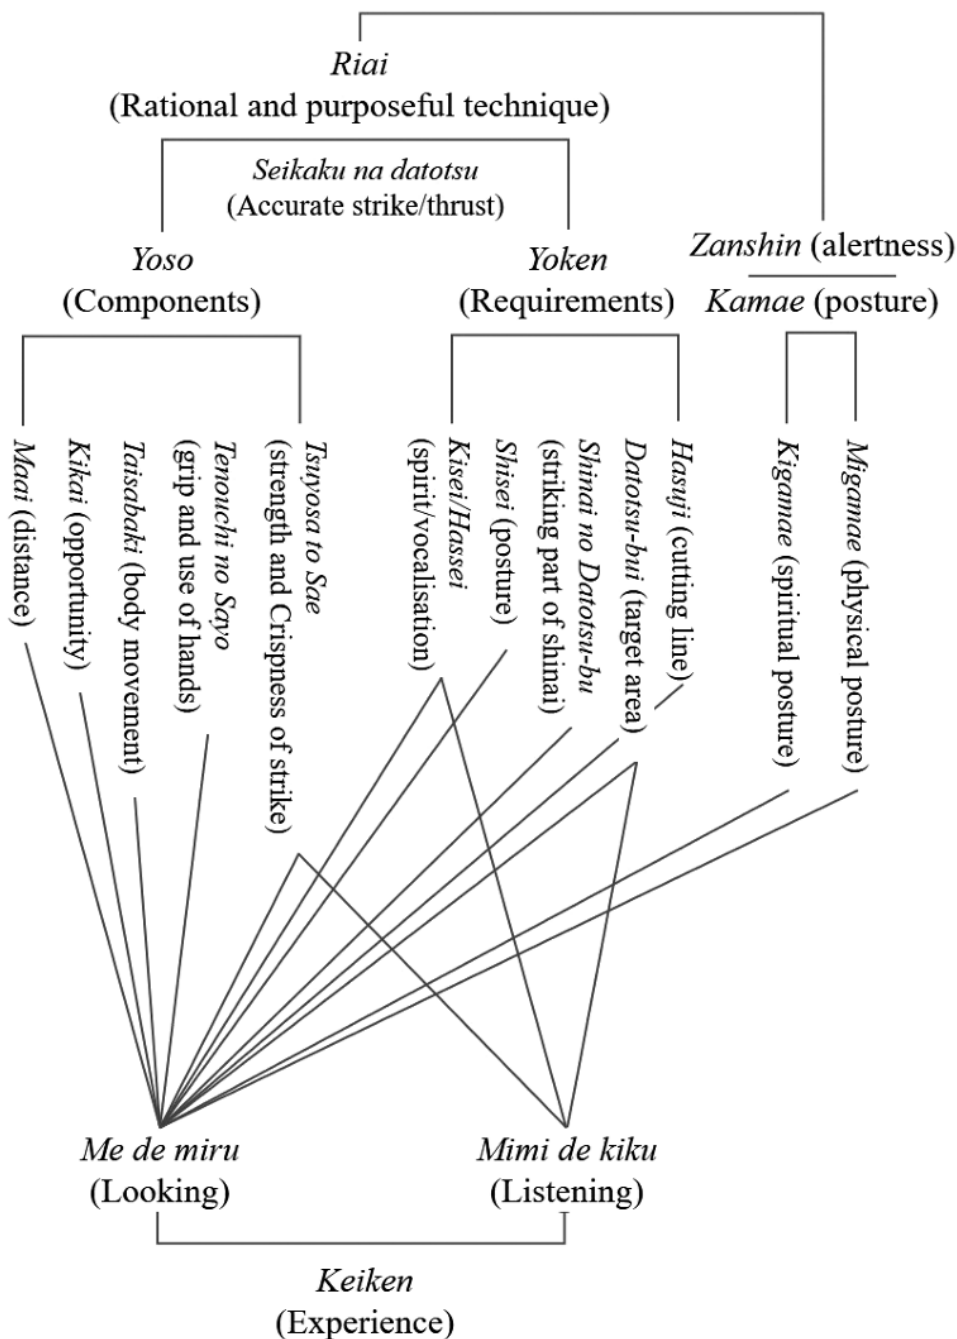 Riai
(Rational and purposeful technique)
Seikaku na datotsu
(Accurate strike/thrust)
Yoso
(Components)
Yoken
(Requirements)
Zanshin (alertness)
Kamae (posture)
Maai (distance)
Kikai (opportunity)
Taisabaki (body movement)
Tenouchi no Sayo
(grip and use of hands)
Tsuyosa to Sae
(strength and Crispness of strike)
Kisei/Hassei
(spirit/vocalisation)
Shisei (posture)
Shinai no Datotsu-bu
(striking part of shinai)
Datotsu-bui (target area)
Hasuji (cutting line)
Kigamae (spiritual posture)
Migamae (physical posture)
Me de miru
(Looking)
Mimi de kiku
(Listening)
Keiken
(Experience)